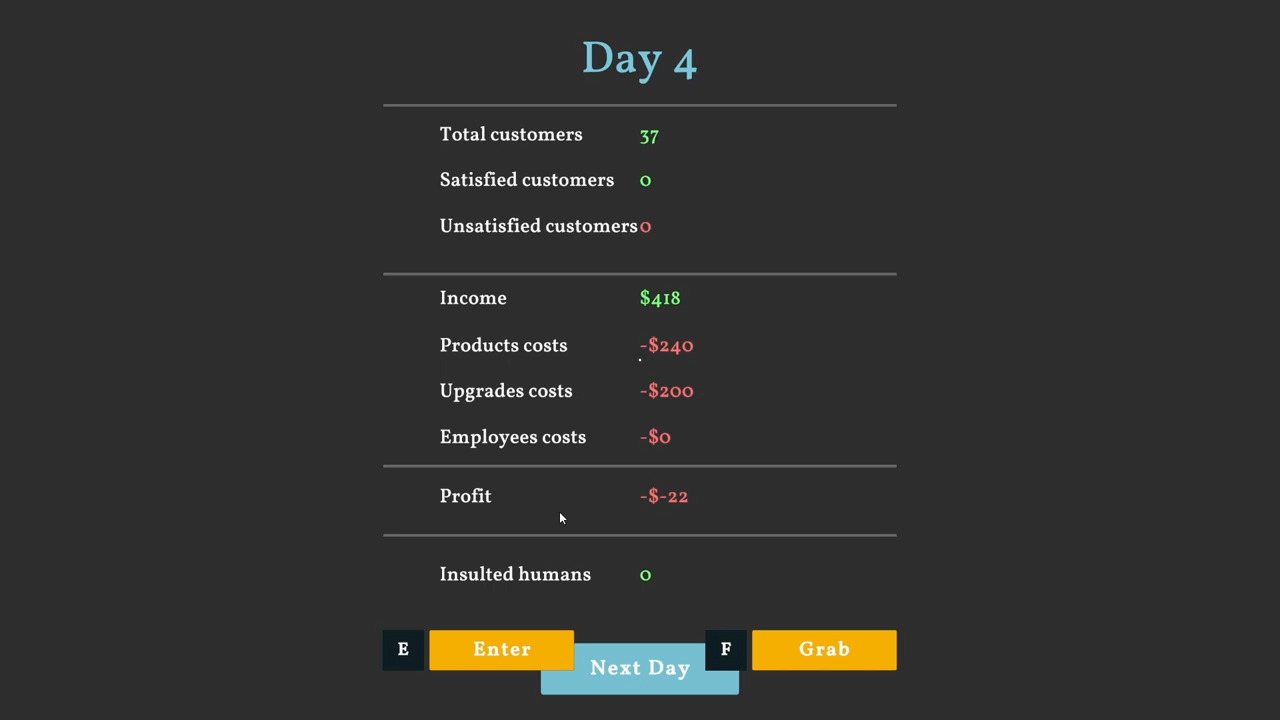 Day 4
Total customers 37
Satisfied customers 0
Unsatisfied customers 0
Income $418
Products costs -$240
Upgrades costs -$200
Employees costs -$0
Profit -$-22
Insulted humans 0
E Enter F Grab
Next Day